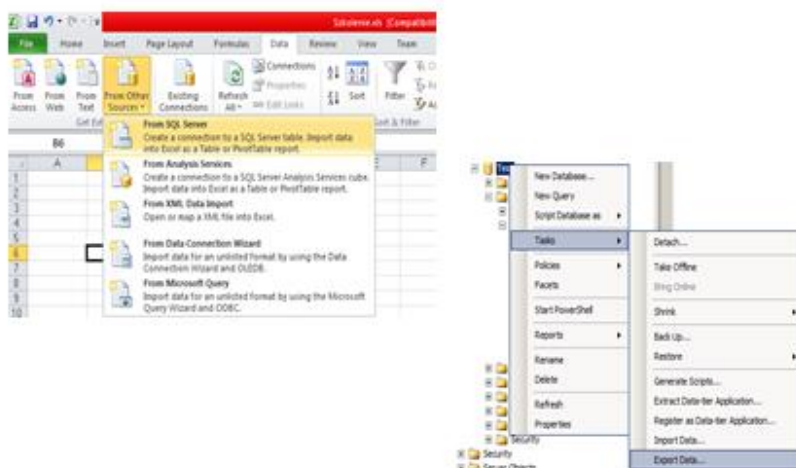 Szkolenie.xls [Compatibili
File Home Insert Page Layout Formulas Data Review View Team
From Access
From Web
From Text
From Other Sources
Existing Connections
Refresh All
Connections
Properties
Edit Links
Sort
Filter
Sort & Filter
B6
A
F
1
2
3
4
5
6
7
8
9
10
From SQL Server
Create a connection to a SQL Server table. Import data
into Excel as a Table or PivotTable report.
From Analysis Services
Create a connection to a SQL Server Analysis Services cube.
Import data into Excel as a Table or PivotTable report.
From XML Data Import
Open or map a XML file into Excel.
From Data Connection Wizard
Import data for an unlisted format by using the Data
Connection Wizard and OLEDB.
From Microsoft Query
Import data for an unlisted format by using the Microsoft
Query Wizard and ODBC.
New Database...
New Query
Script Database as
Tasks
Policies
Facets
Start PowerShell
Reports
Rename
Delete
Refresh
Properties
Detach...
Take Offline
Bring Online
Shrink
Back Up...
Restore
Generate Scripts...
Extract Data-tier Application...
Register as Data-tier Application...
Import Data...
Export Data...
Security
Security
Server Objects